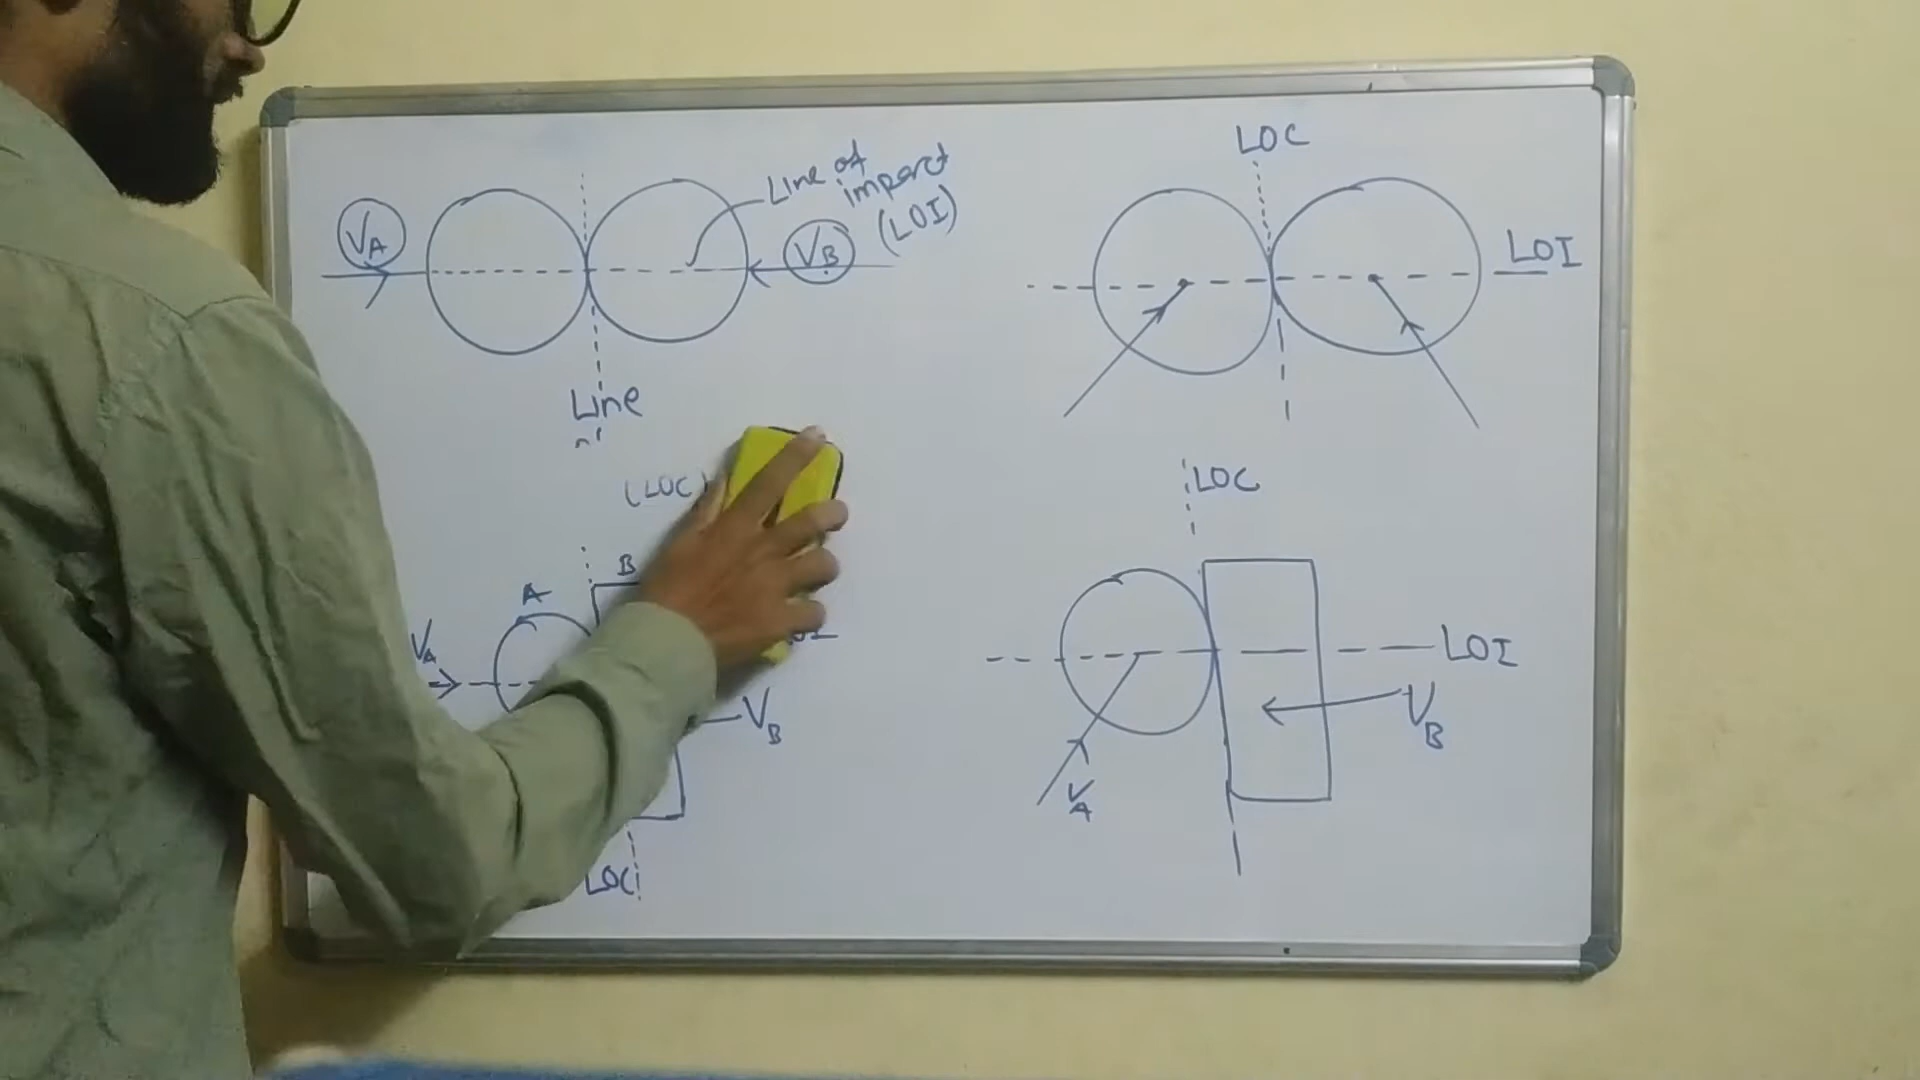 Line of
impact
(LOI)
VA
VB
Line
(LOC)
LOC
LOI
A
B
VA
VB
LOC
LOC
LOI
VB
VA